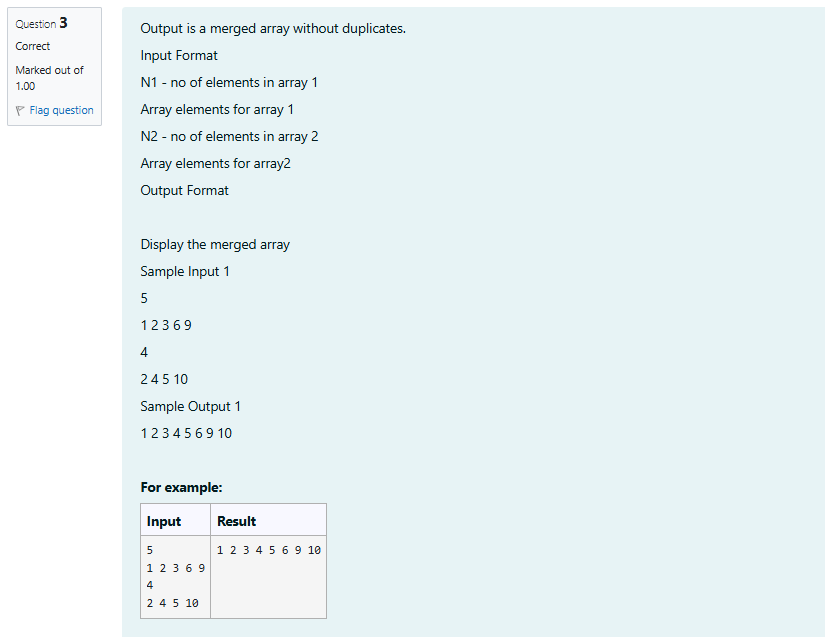 Question 3
Correct
Marked out of
1.00
Flag question
Output is a merged array without duplicates.
Input Format
N1 - no of elements in array 1
Array elements for array 1
N2 - no of elements in array 2
Array elements for array2
Output Format
Display the merged array
Sample Input 1
5
1 2 3 6 9
4
2 4 5 10
Sample Output 1
1 2 3 4 5 6 9 10
For example:
Input Result
5 1 2 3 4 5 6 9 10
1 2 3 6 9
4
2 4 5 10